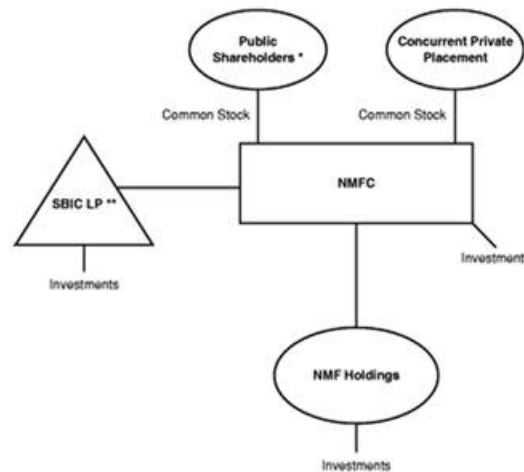 Public
Shareholders *
Concurrent Private
Placement
Common Stock
Common Stock
NMFC
SBIC LP **
Investments
Investment
NMF Holdings
Investments